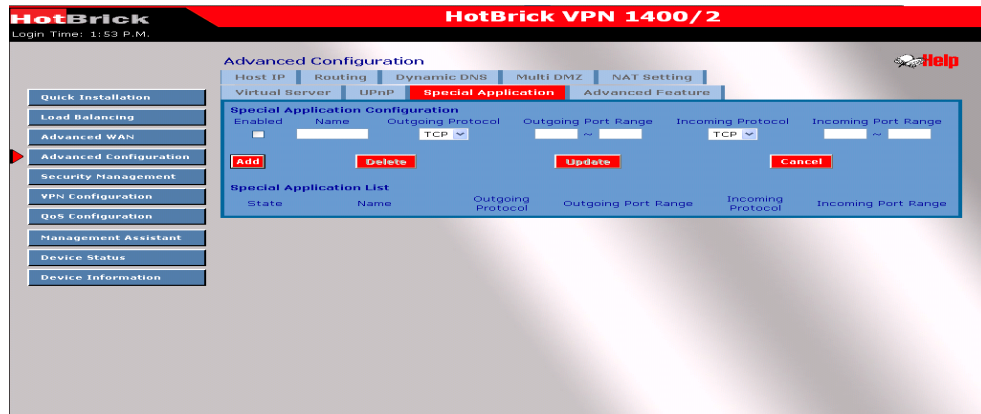 HotBrick
HotBrick VPN 1400/2
Login Time: 1:53 P.M.
Advanced Configuration
Help
Host IP Routing Dynamic DNS Multi DMZ NAT Setting
Virtual Server UPnP Special Application Advanced Feature
Quick Installation
Load Balancing
Advanced WAN
Advanced Configuration
Security Management
VPN Configuration
QoS Configuration
Management Assistant
Device Status
Device Information
Special Application Configuration
Enabled Name Outgoing Protocol Outgoing Port Range Incoming Protocol Incoming Port Range
TCP ~ TCP ~
Add Delete Update Cancel
Special Application List
State Name Outgoing Protocol Outgoing Port Range Incoming Protocol Incoming Port Range